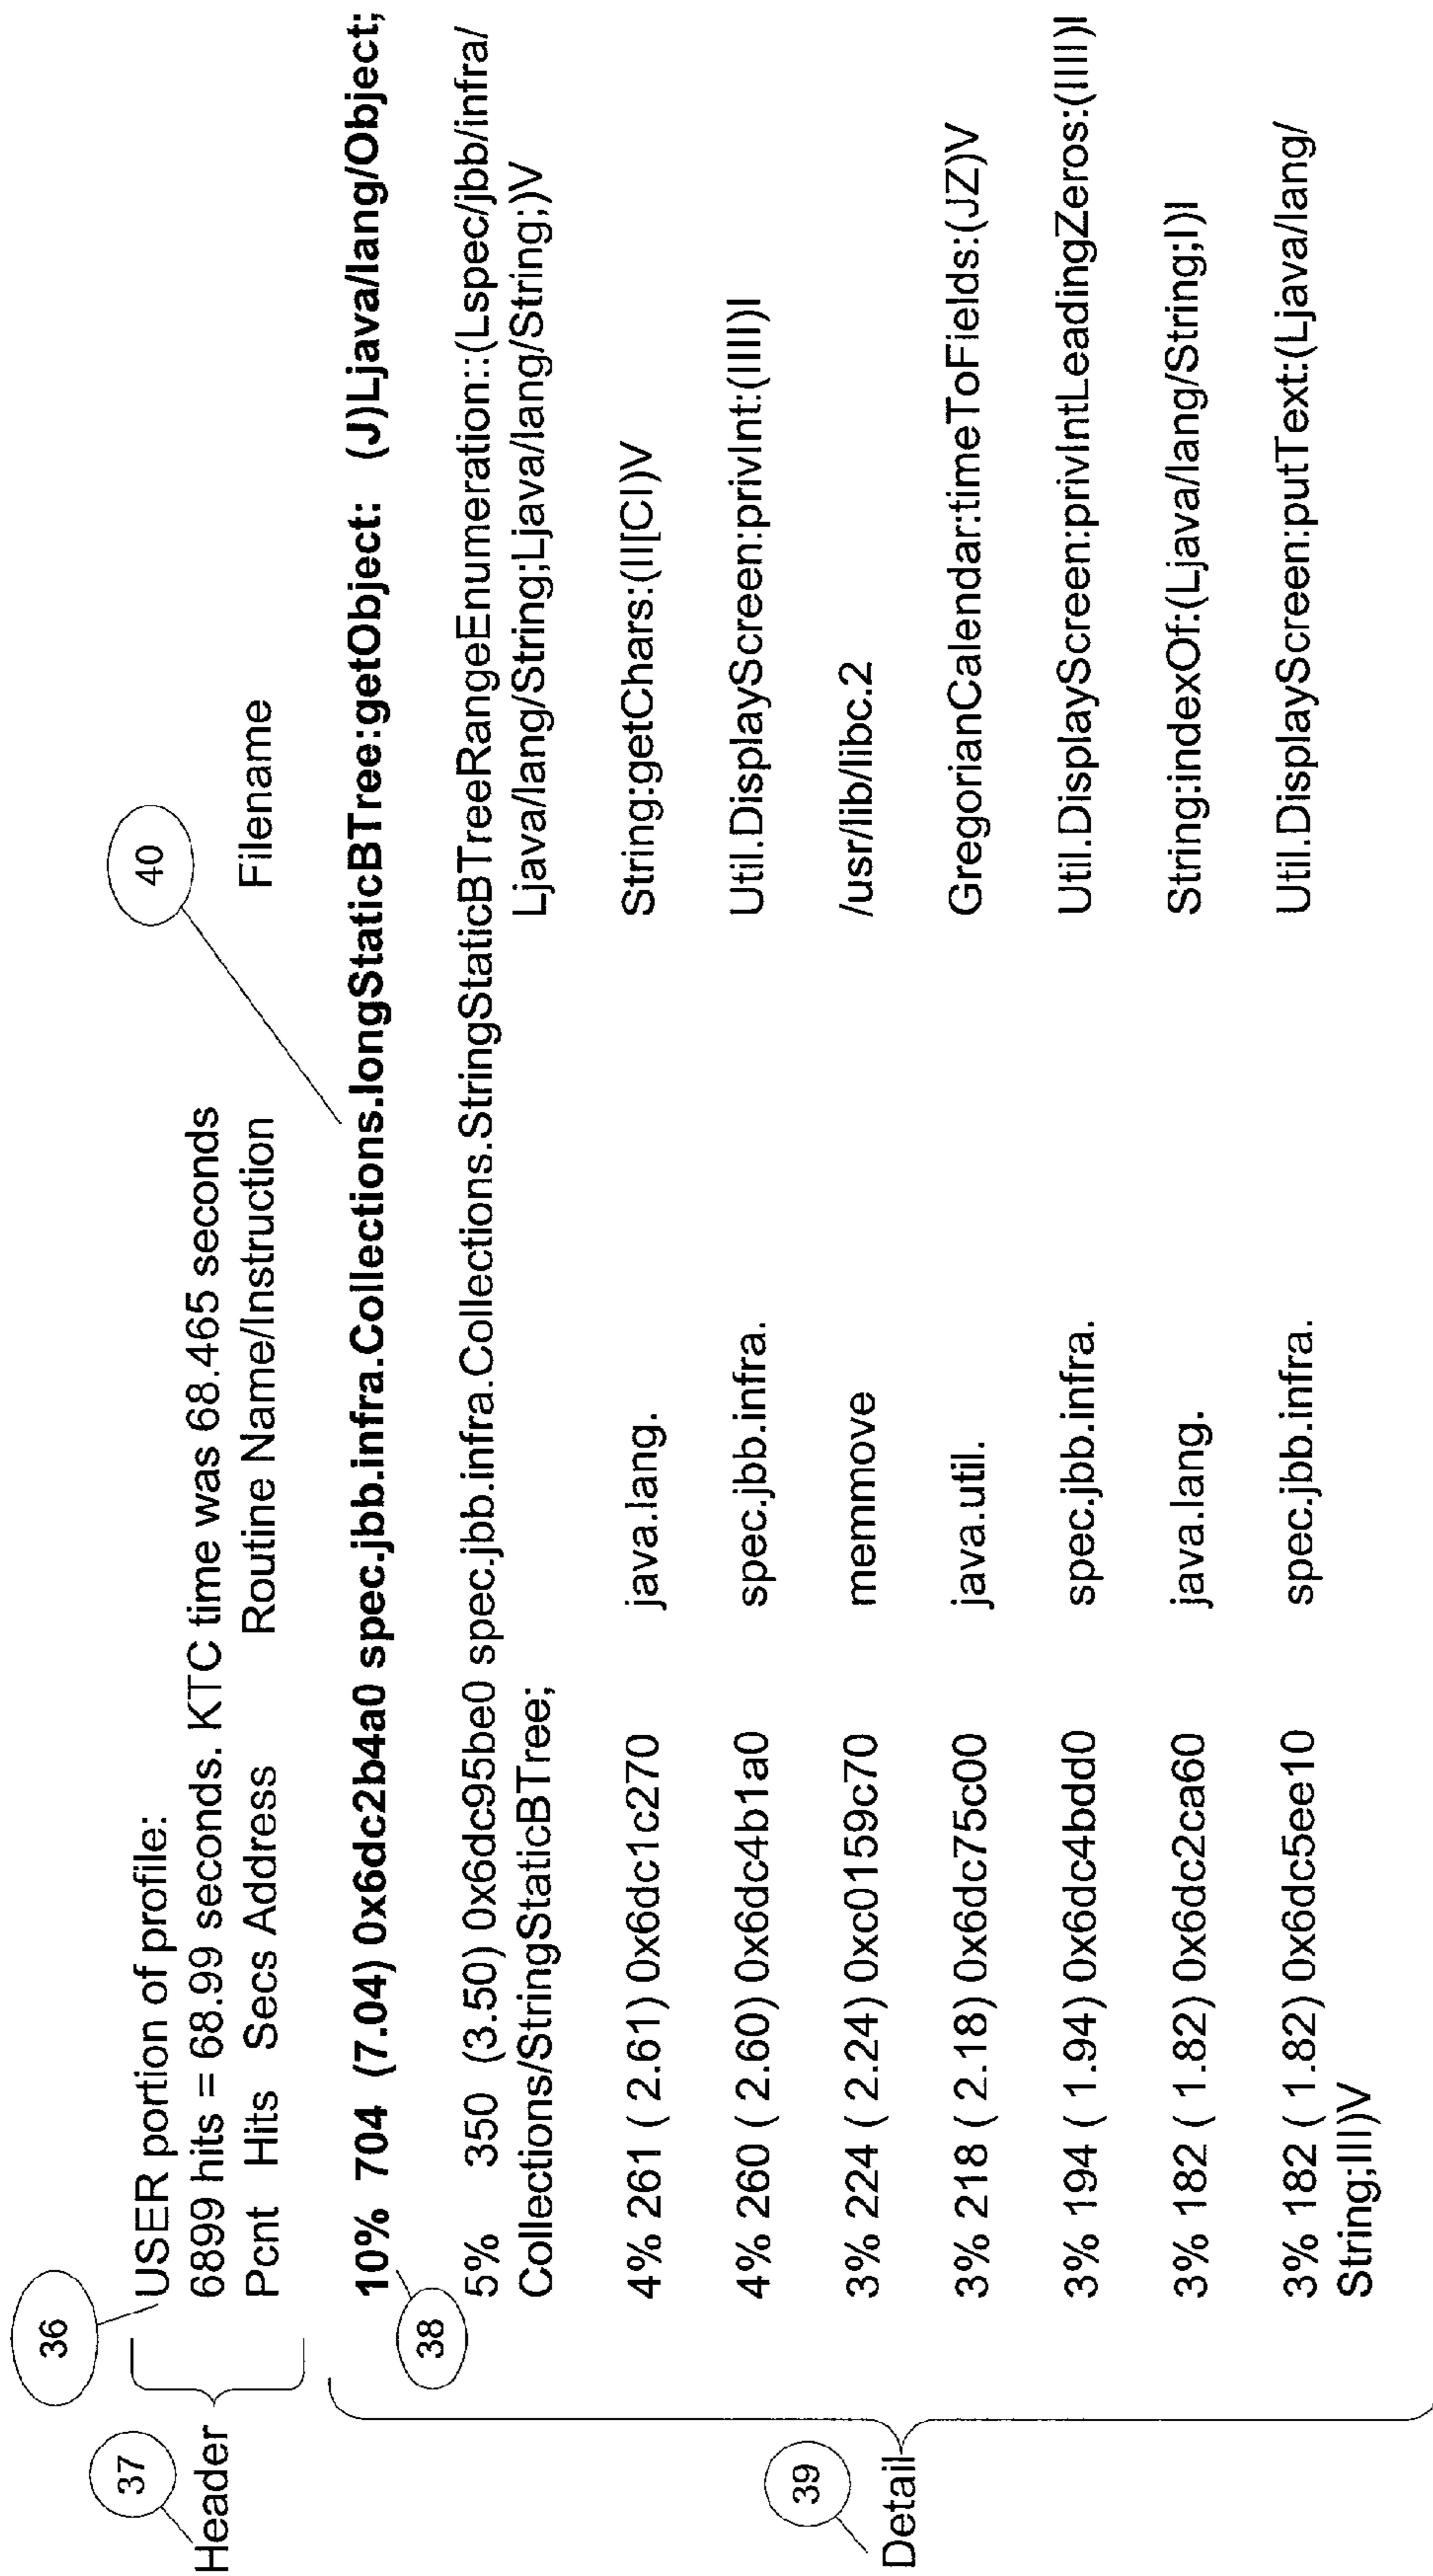 36
37
Header
USER portion of profile:
6899 hits = 68.99 seconds. KTC time was 68.465 seconds
Pcnt Hits Secs Address Routine Name/Instruction Filename
40
10% 704 (7.04) 0x6dc2b4a0 spec.jbb.infra.Collections.longStaticBTree:getObject: (J)Ljava/lang/Object;
38
5% 350 (3.50) 0x6dc95be0 spec.jbb.infra.Collections.StringStaticBTreeRangeEnumeration::(Lspec/jbb/infra/
Collections/StringStaticBTree; Ljava/lang/String;Ljava/lang/String;)V
4% 261 ( 2.61) 0x6dc1c270 java.lang. String:getChars:(II[CI)V
4% 260 ( 2.60) 0x6dc4b1a0 spec.jbb.infra. Util.DisplayScreen:privInt:(IIII)I
39
Detail
3% 224 ( 2.24) 0xc0159c70 memmove /usr/lib/libc.2
3% 218 ( 2.18) 0x6dc75c00 java.util. GregorianCalendar:timeToFields:(JZ)V
3% 194 ( 1.94) 0x6dc4bdd0 spec.jbb.infra. Util.DisplayScreen:privIntLeadingZeros:(IIII)I
3% 182 ( 1.82) 0x6dc2ca60 java.lang. String:indexOf:(Ljava/lang/String;I)I
3% 182 ( 1.82) 0x6dc5ee10 spec.jbb.infra. Util.DisplayScreen:putText:(Ljava/lang/
String;III)V